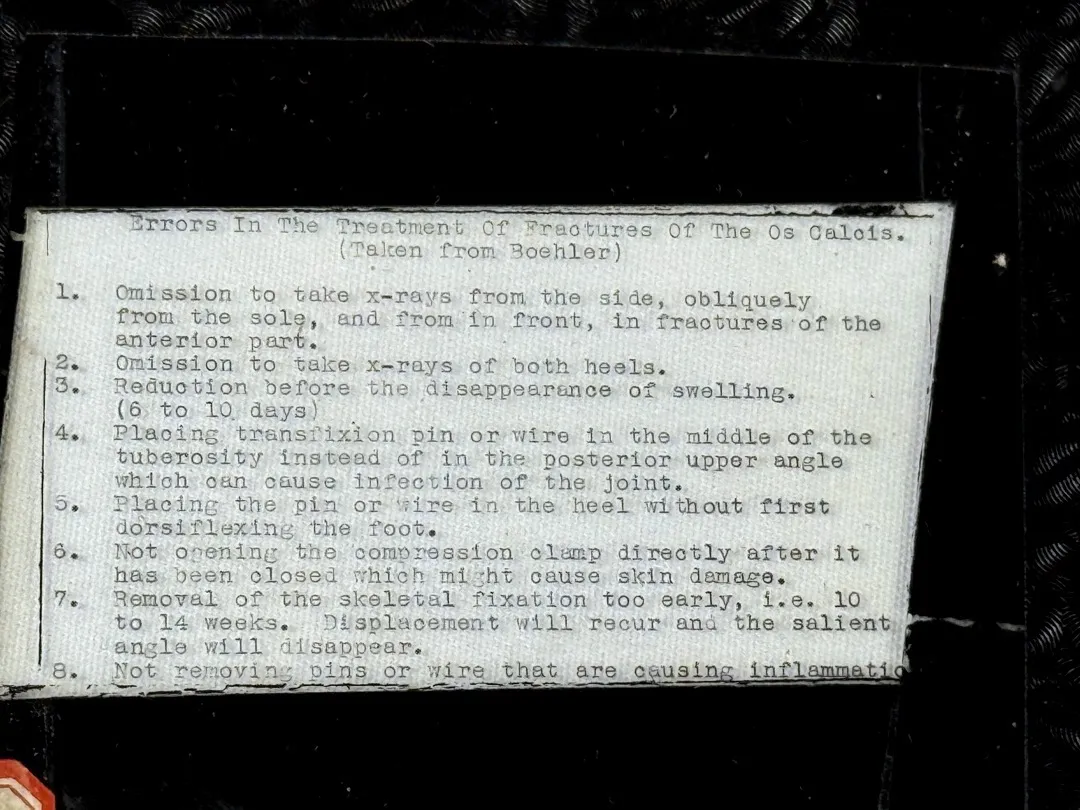 Errors In The Treatment Of Fractures Of The Os Calcis.
(Taken from Boehler)
1. Omission to take x-rays from the side, obliquely
from the sole, and from in front, in fractures of the
anterior part.
2. Omission to take x-rays of both heels.
3. Reduction before the disappearance of swelling.
(6 to 10 days)
4. Placing transfixion pin or wire in the middle of the
tuberosity instead of in the posterior upper angle
which can cause infection of the joint.
5. Placing the pin or wire in the heel without first
dorsiflexing the foot.
6. Not opening the compression clamp directly after it
has been closed which might cause skin damage.
7. Removal of the skeletal fixation too early, i.e. 10
to 14 weeks. Displacement will recur and the salient
angle will disappear.
8. Not removing pins or wire that are causing inflammatio